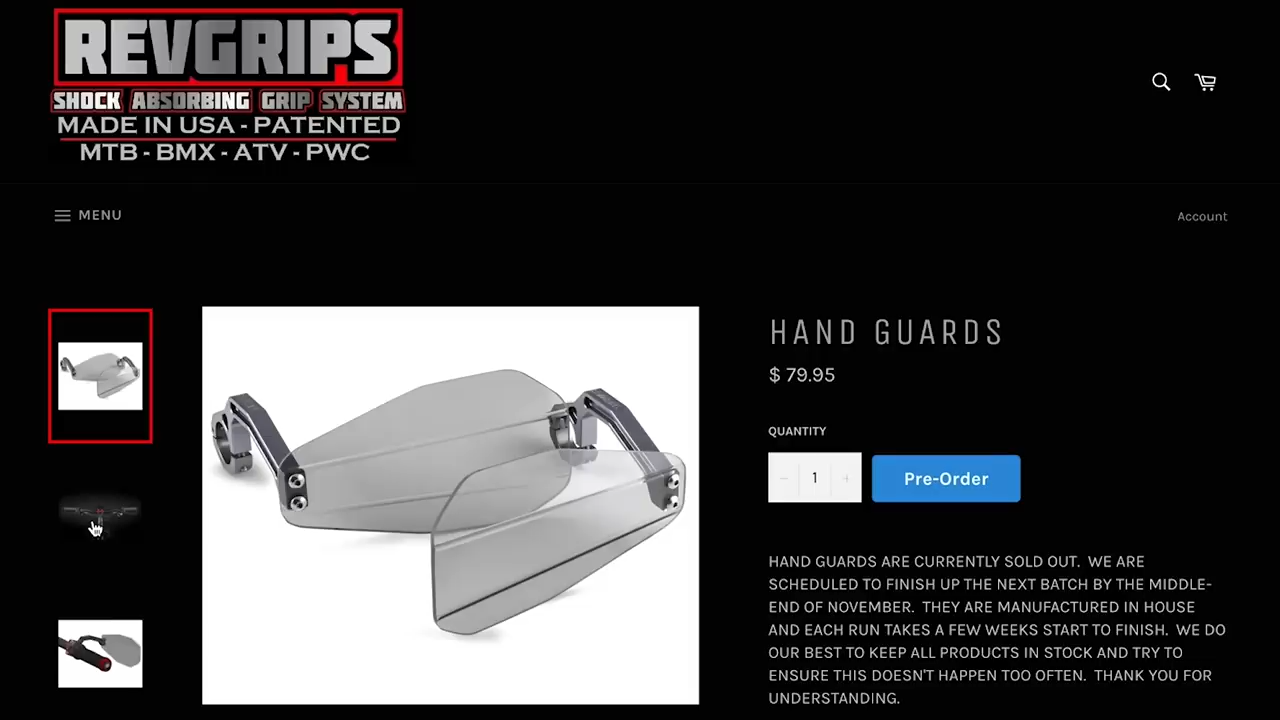 REVGRIPS
SHOCK ABSORBING GRIP SYSTEM
MADE IN USA - PATENTED
MTB - BMX - ATV - PWC
MENU
Account
HAND GUARDS
$ 79.95
QUANTITY
− 1 +
Pre-Order
HAND GUARDS ARE CURRENTLY SOLD OUT. WE ARE
SCHEDULED TO FINISH UP THE NEXT BATCH BY THE MIDDLE-
END OF NOVEMBER. THEY ARE MANUFACTURED IN HOUSE
AND EACH RUN TAKES A FEW WEEKS START TO FINISH. WE DO
OUR BEST TO KEEP ALL PRODUCTS IN STOCK AND TRY TO
ENSURE THIS DOESN'T HAPPEN TOO OFTEN. THANK YOU FOR
UNDERSTANDING.